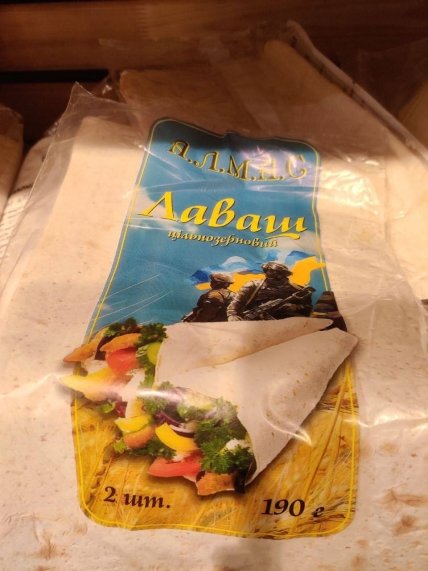 А.Л.М.А.С
Лаваш
цільнозерновий
2 шт. 190 г